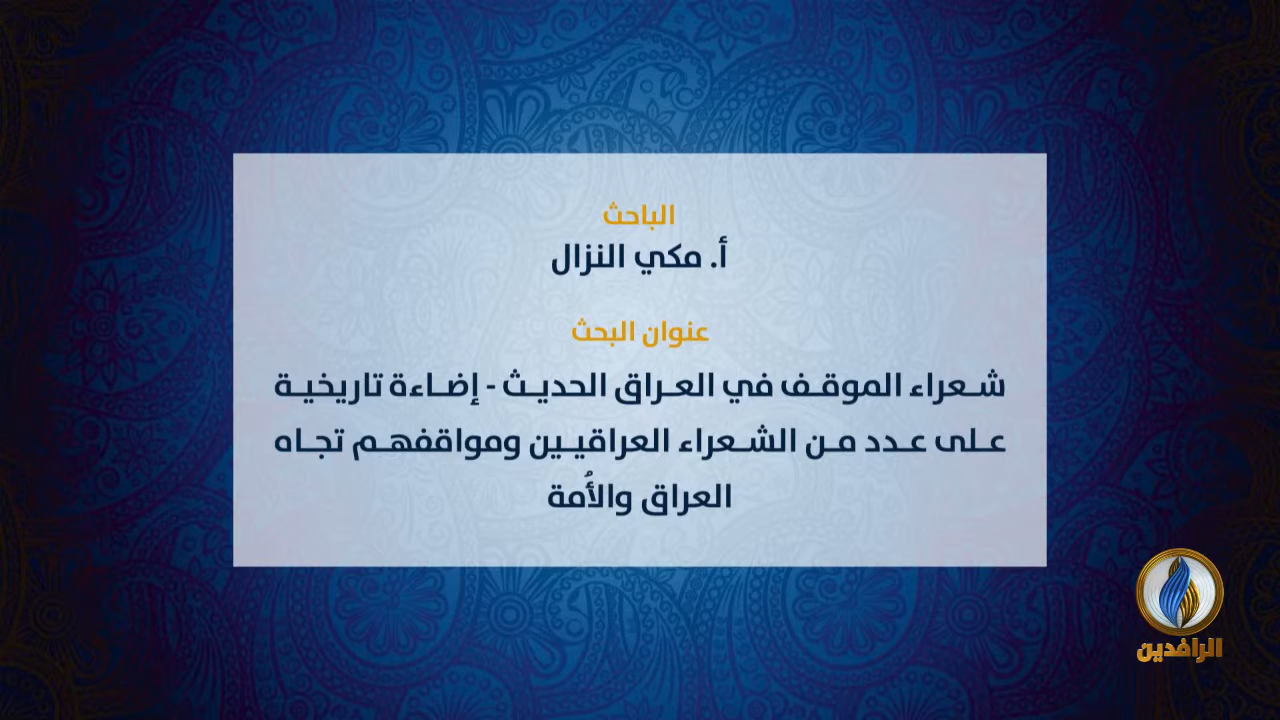 الباحث
أ. مكي النزال
عنوان البحث
شعراء الموقف في العراق الحديث - إضاءة تاريخية
على عدد من الشعراء العراقيين ومواقفهم تجاه
العراق والأُمة
الرافدين